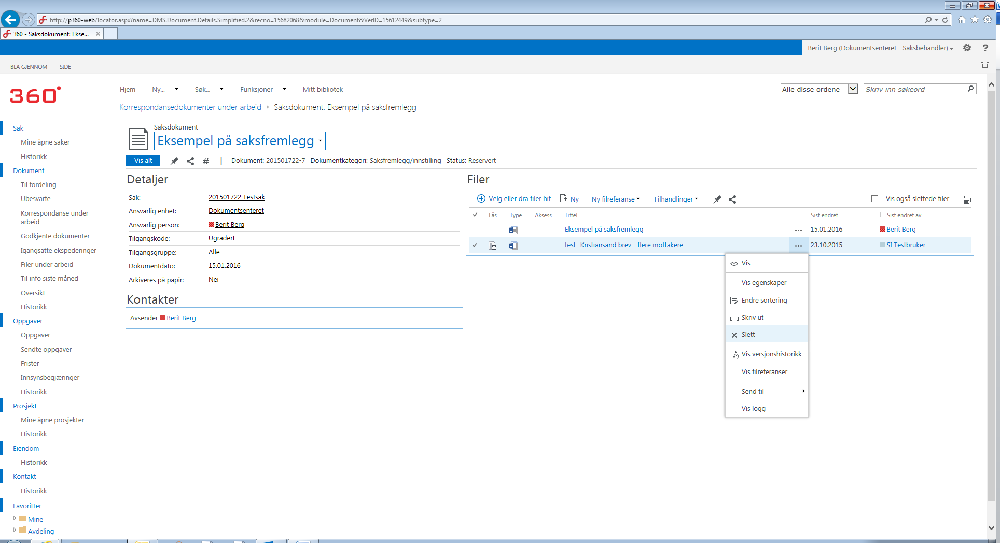 http://p360-web/locator.aspx?name=DMS.Document.Details.Simplified.2&recno=15682068&module=Document&VerID=15612449&subtype=2
360 - Saksdokument: Ekse...
Berit Berg (Dokumentsenteret - Saksbehandler)
?
BLA GJENNOM SIDE
360°
Hjem Ny... Søk... Funksjoner Mitt bibliotek
Alle disse ordene Skriv inn søkeord
Korrespondansedokumenter under arbeid Saksdokument: Eksempel på saksfremlegg
Sak
Mine åpne saker
Historikk
Dokument
Til fordeling
Ubesvarte
Korrespondanse under
arbeid
Godkjente dokumenter
Igangsatte ekspederinger
Filer under arbeid
Til info siste måned
Oversikt
Historikk
Oppgaver
Oppgaver
Sendte oppgaver
Frister
Innsynsbegjæringer
Historikk
Prosjekt
Mine åpne prosjekter
Historikk
Eiendom
Historikk
Kontakt
Historikk
Favoritter
Mine
Avdeling
Saksdokument
Eksempel på saksfremlegg
Vis alt # | Dokument: 201501722-7 Dokumentkategori: Saksfremlegg/innstilling Status: Reservert
Detaljer
Sak: 201501722 Testsak
Ansvarlig enhet: Dokumentsenteret
Ansvarlig person: Berit Berg
Tilgangskode: Ugradert
Tilgangsgruppe: Alle
Dokumentdato: 15.01.2016
Arkiveres på papir: Nei
Kontakter
Avsender Berit Berg
Filer
Velg eller dra filer hit Ny Ny filreferanse Filhandlinger Vis også slettede filer
Lås Type Aksess Tittel Sist endret Sist endret av
Eksempel på saksfremlegg ... 15.01.2016 Berit Berg
test -Kristiansand brev - flere mottakere ... 23.10.2015 SI Testbruker
Vis
Vis egenskaper
Endre sortering
Skriv ut
Slett
Vis versjonshistorikk
Vis filreferanser
Send til
Vis logg